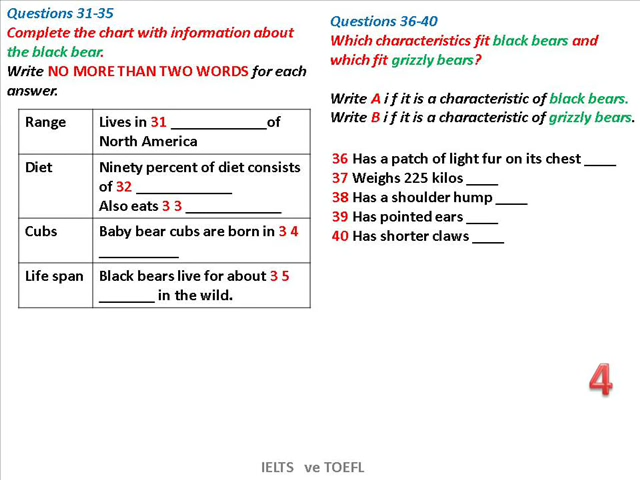 Questions 31-35
Complete the chart with information about
the black bear.
Write NO MORE THAN TWO WORDS for each
answer.
Range
Lives in 31 _____________of
North America
Diet
Ninety percent of diet consists
of 32 _____________
Also eats 3 3 _____________
Cubs
Baby bear cubs are born in 3 4
___________
Life span
Black bears live for about 3 5
________ in the wild.
Questions 36-40
Which characteristics fit black bears and
which fit grizzly bears?
Write A i f it is a characteristic of black bears.
Write B i f it is a characteristic of grizzly bears.
36 Has a patch of light fur on its chest ____
37 Weighs 225 kilos ____
38 Has a shoulder hump ____
39 Has pointed ears ____
40 Has shorter claws ____
4
IELTS ve TOEFL